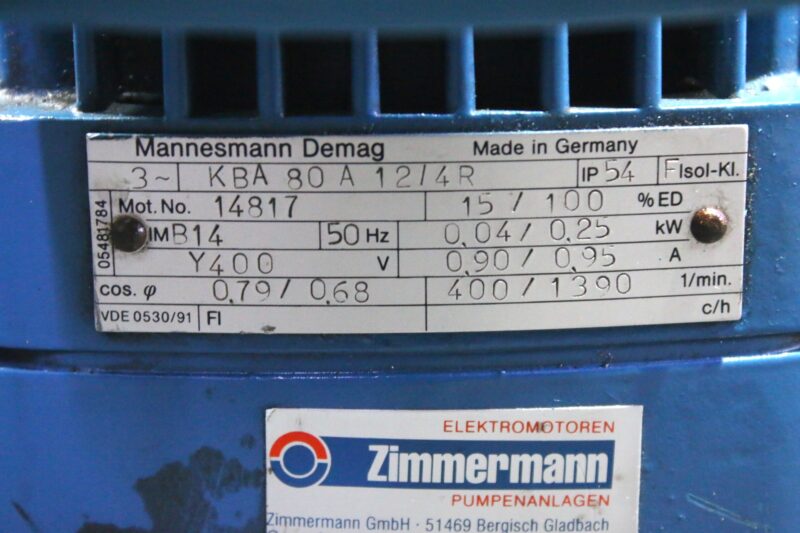 Mannesmann Demag Made in Germany
3~ KBA 80 A 12/4R IP 54 F Isol-Kl.
05481784
Mot. No. 14817 15 / 100 % ED
IM B14 50 Hz 0,04 / 0,25 kW
Y400 V 0,90 / 0,95 A
cos. φ 0,79 / 0,68 400 / 1390 1/min.
VDE 0530/91 FI c/h
ELEKTROMOTOREN
Zimmermann
PUMPENANLAGEN
Zimmermann GmbH · 51469 Bergisch Gladbach